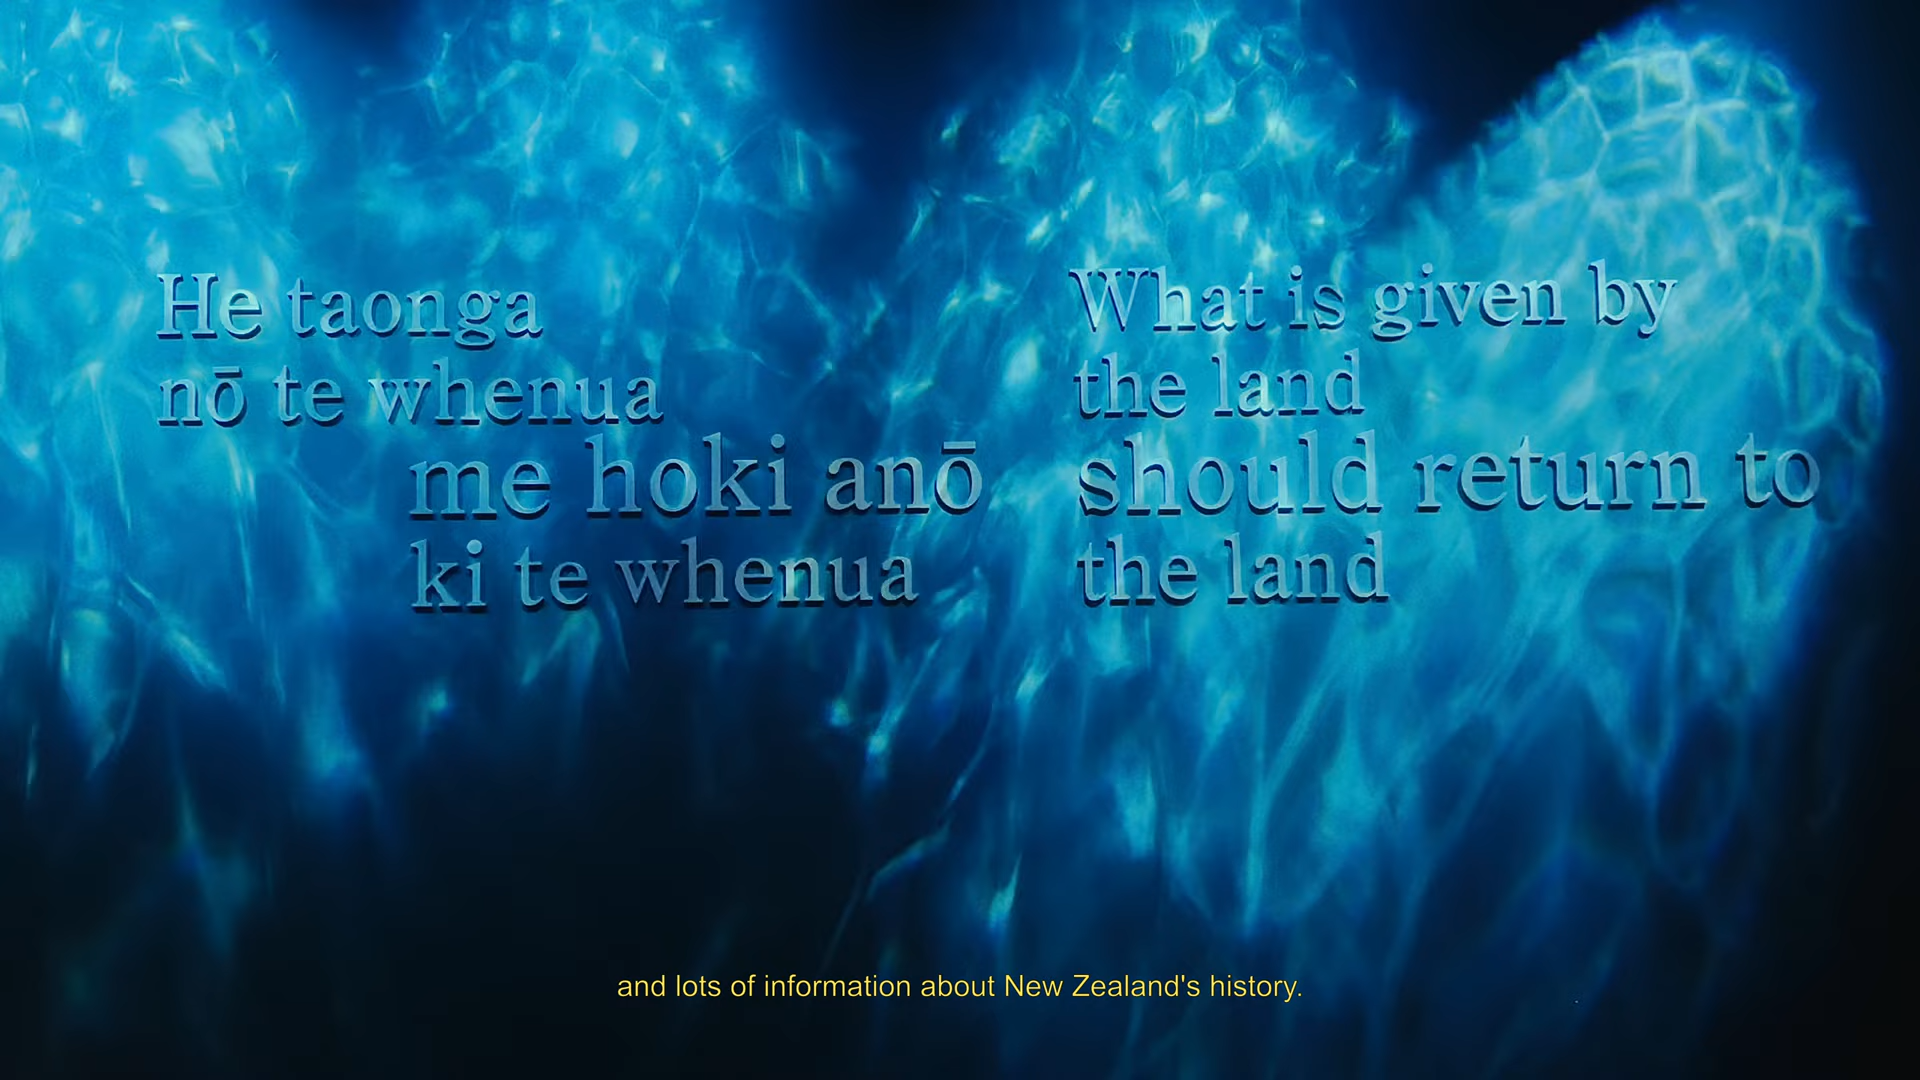 He taonga
nō te whenua
me hoki anō
ki te whenua
What is given by
the land
should return to
the land
and lots of information about New Zealand's history.